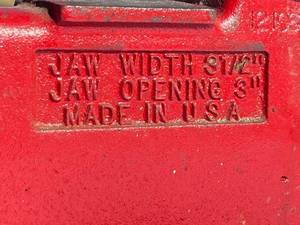 JAW WIDTH 3 1/2"
JAW OPENING 3"
MADE IN U.S.A